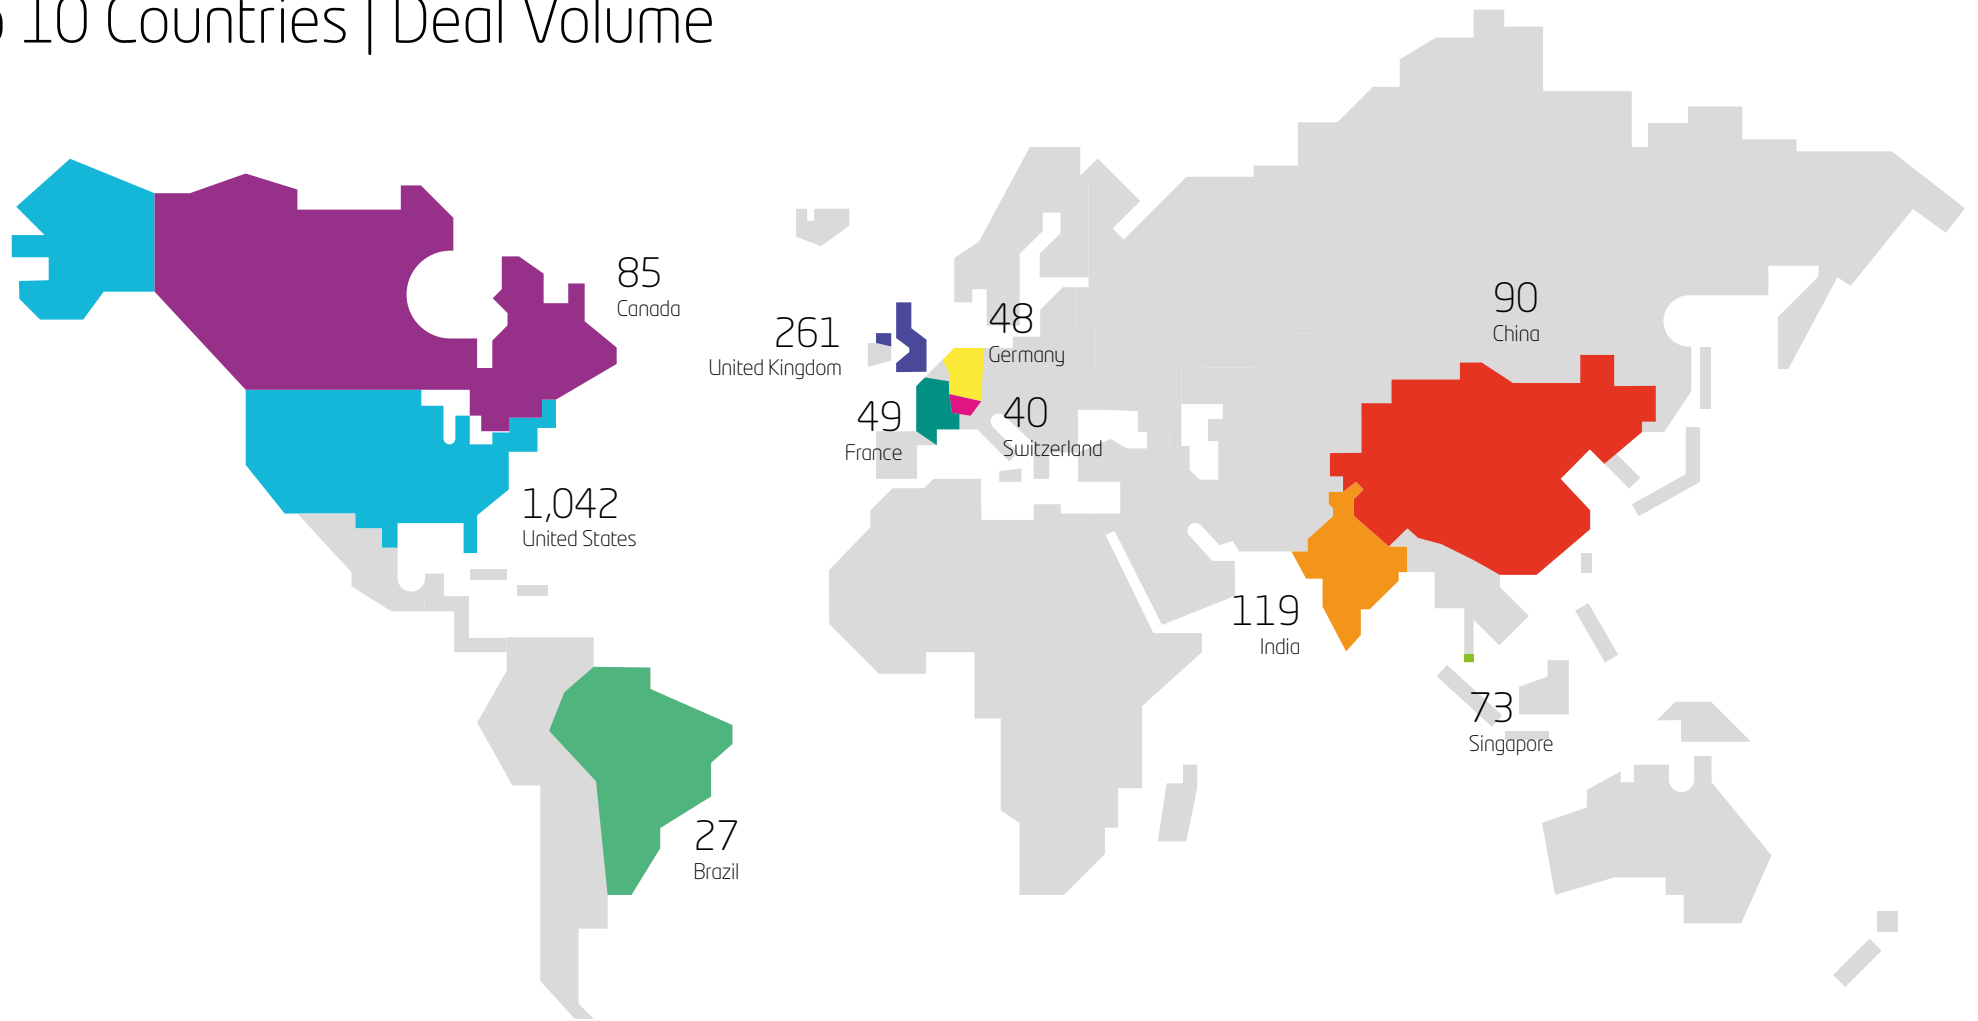 10 Countries | Deal Volume
85
Canada
90
China
48
Germany
261
United Kingdom
40
Switzerland
49
France
1,042
United States
119
India
73
Singapore
27
Brazil